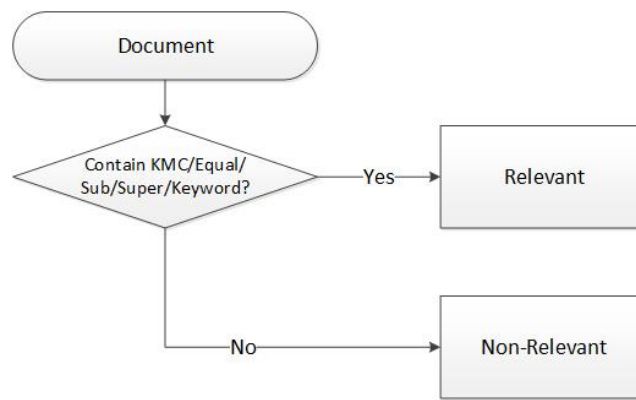 Document
Contain KMC/Equal/
Sub/Super/Keyword?
Yes
Relevant
No
Non-Relevant